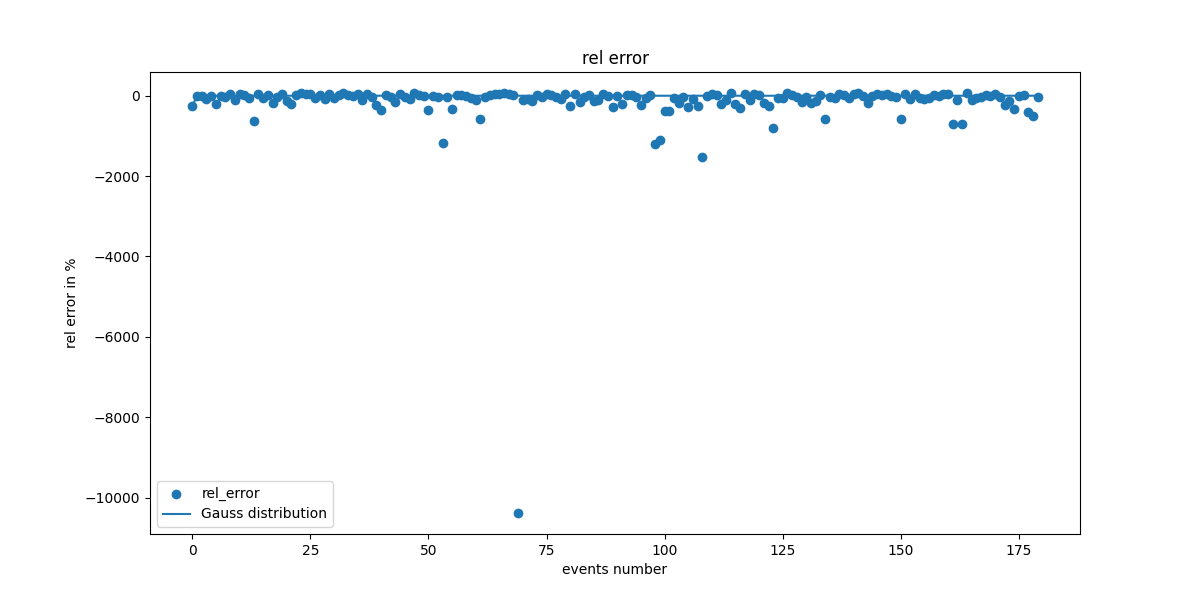 rel error
rel error in %
0
−2000
−4000
−6000
−8000
−10000
rel_error
Gauss distribution
0 25 50 75 100 125 150 175
events number